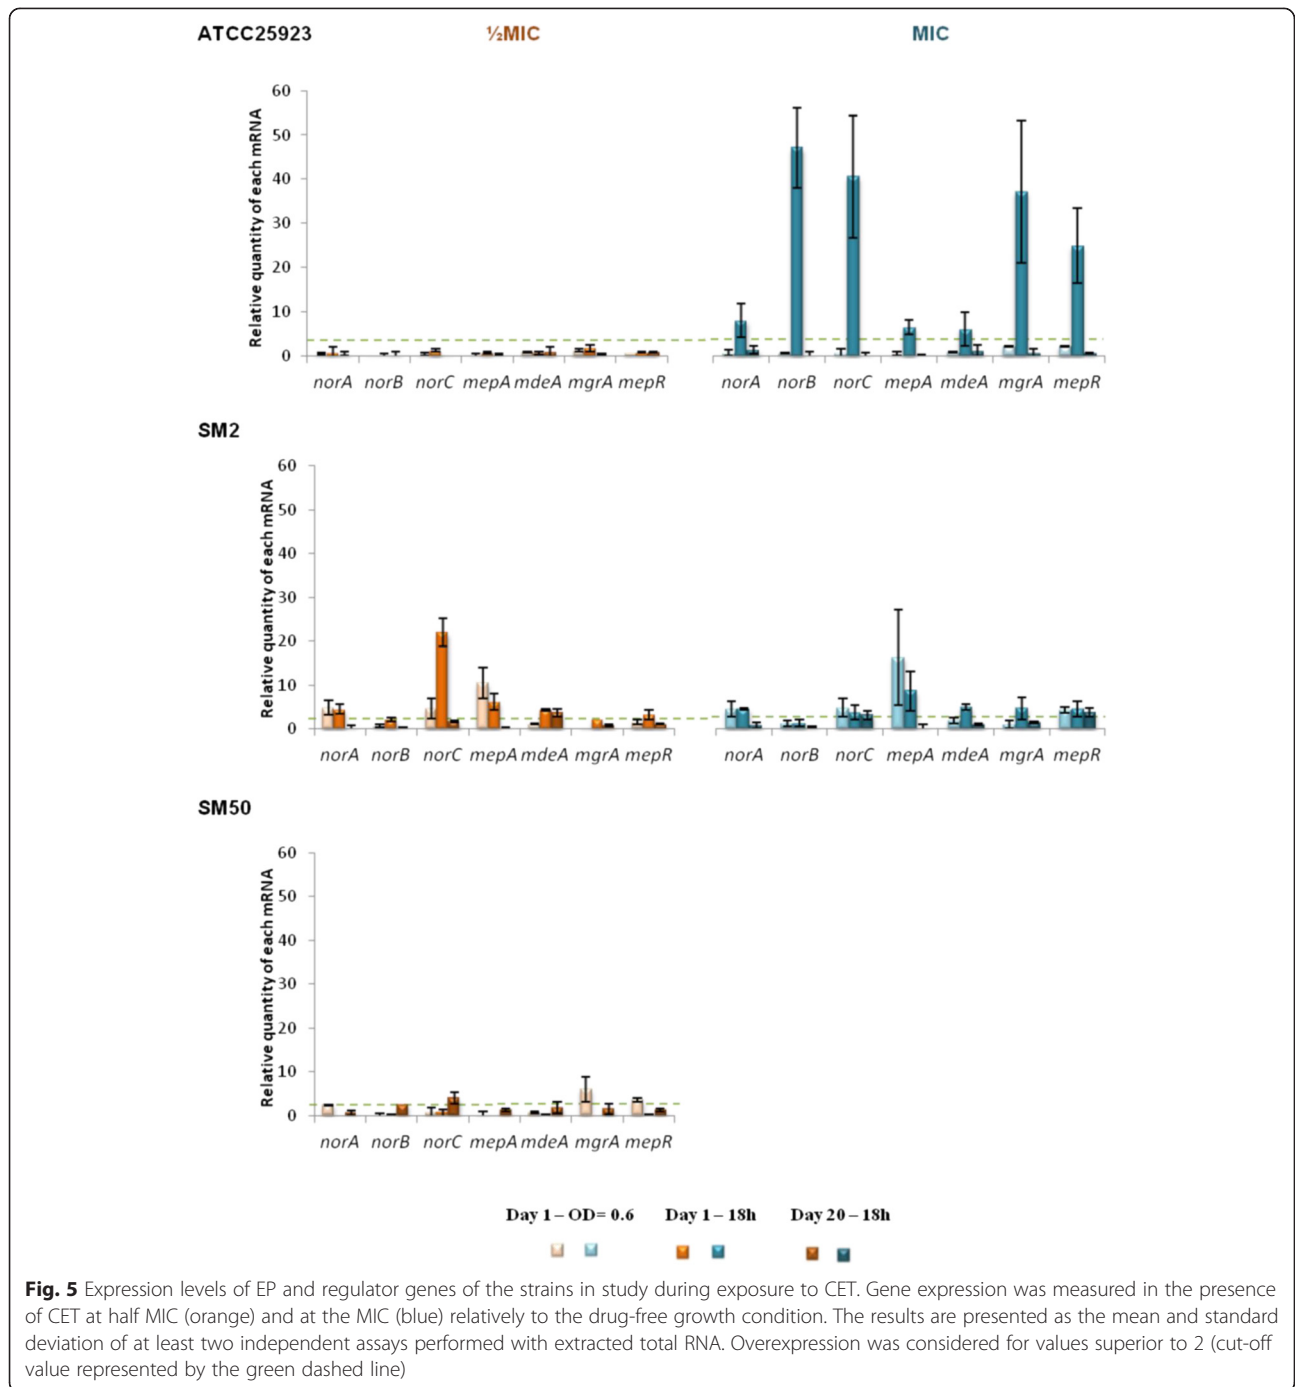 ATCC25923
½MIC
MIC
Relative quantity of each mRNA
60
50
40
30
20
10
0
norA norB norC mepA mdeA mgrA mepR
norA norB norC mepA mdeA mgrA mepR
SM2
Relative quantity of each mRNA
60
50
40
30
20
10
0
norA norB norC mepA mdeA mgrA mepR
norA norB norC mepA mdeA mgrA mepR
SM50
Relative quantity of each mRNA
60
50
40
30
20
10
0
norA norB norC mepA mdeA mgrA mepR
Day 1 – OD= 0.6 Day 1 – 18h Day 20 – 18h
Fig. 5 Expression levels of EP and regulator genes of the strains in study during exposure to CET. Gene expression was measured in the presence
of CET at half MIC (orange) and at the MIC (blue) relatively to the drug-free growth condition. The results are presented as the mean and standard
deviation of at least two independent assays performed with extracted total RNA. Overexpression was considered for values superior to 2 (cut-off
value represented by the green dashed line)